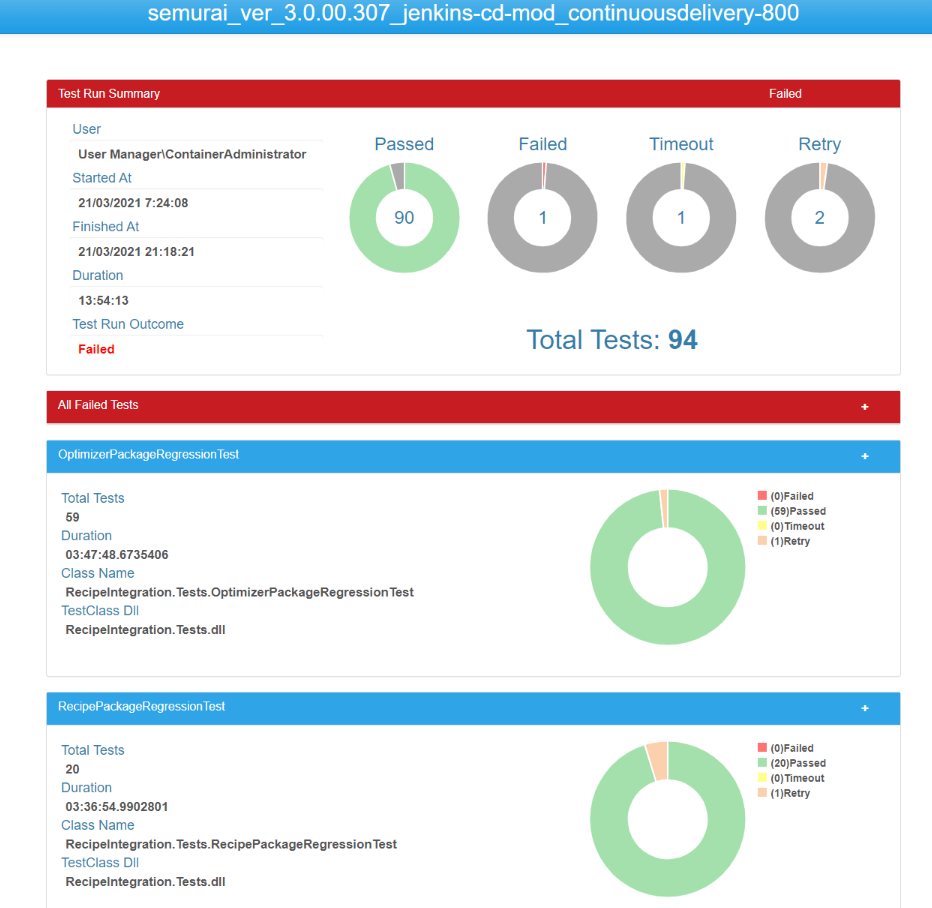 semurai_ver_3.0.00.307_jenkins-cd-mod_continuousdelivery-800
Test Run Summary Failed
User
User Manager\ContainerAdministrator
Started At
21/03/2021 7:24:08
Finished At
21/03/2021 21:18:21
Duration
13:54:13
Test Run Outcome
Failed
Passed Failed Timeout Retry
90 1 1 2
Total Tests: 94
All Failed Tests +
OptimizerPackageRegressionTest +
Total Tests
59
Duration
03:47:48.6735406
Class Name
RecipeIntegration.Tests.OptimizerPackageRegressionTest
TestClass Dll
RecipeIntegration.Tests.dll
(0)Failed
(59)Passed
(0)Timeout
(1)Retry
RecipePackageRegressionTest +
Total Tests
20
Duration
03:36:54.9902801
Class Name
RecipeIntegration.Tests.RecipePackageRegressionTest
TestClass Dll
RecipeIntegration.Tests.dll
(0)Failed
(20)Passed
(0)Timeout
(1)Retry